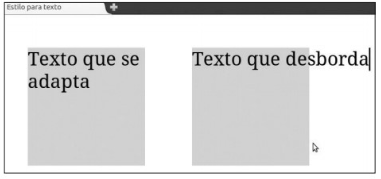 Estilo para texto
Texto que se
adapta
Texto que desborda